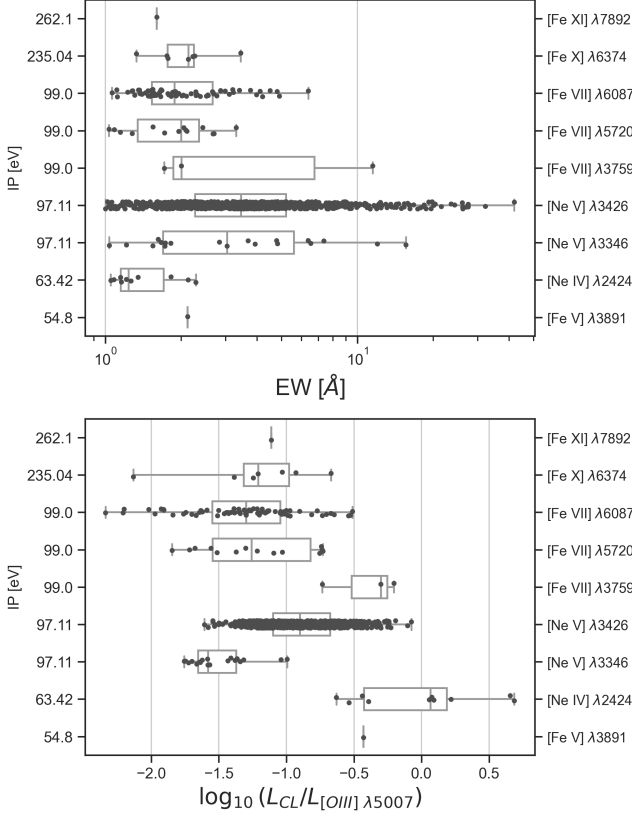 262.1 [Fe XI] λ7892
235.04 [Fe X] λ6374
99.0 [Fe VII] λ6087
99.0 [Fe VII] λ5720
99.0 [Fe VII] λ3759
97.11 [Ne V] λ3426
97.11 [Ne V] λ3346
63.42 [Ne IV] λ2424
54.8 [Fe V] λ3891
IP [eV]
10⁰ 10¹
EW [Å]
262.1 [Fe XI] λ7892
235.04 [Fe X] λ6374
99.0 [Fe VII] λ6087
99.0 [Fe VII] λ5720
99.0 [Fe VII] λ3759
97.11 [Ne V] λ3426
97.11 [Ne V] λ3346
63.42 [Ne IV] λ2424
54.8 [Fe V] λ3891
IP [eV]
−2.0 −1.5 −1.0 −0.5 0.0 0.5
log₁₀ (L_CL/L_[OIII] λ5007)